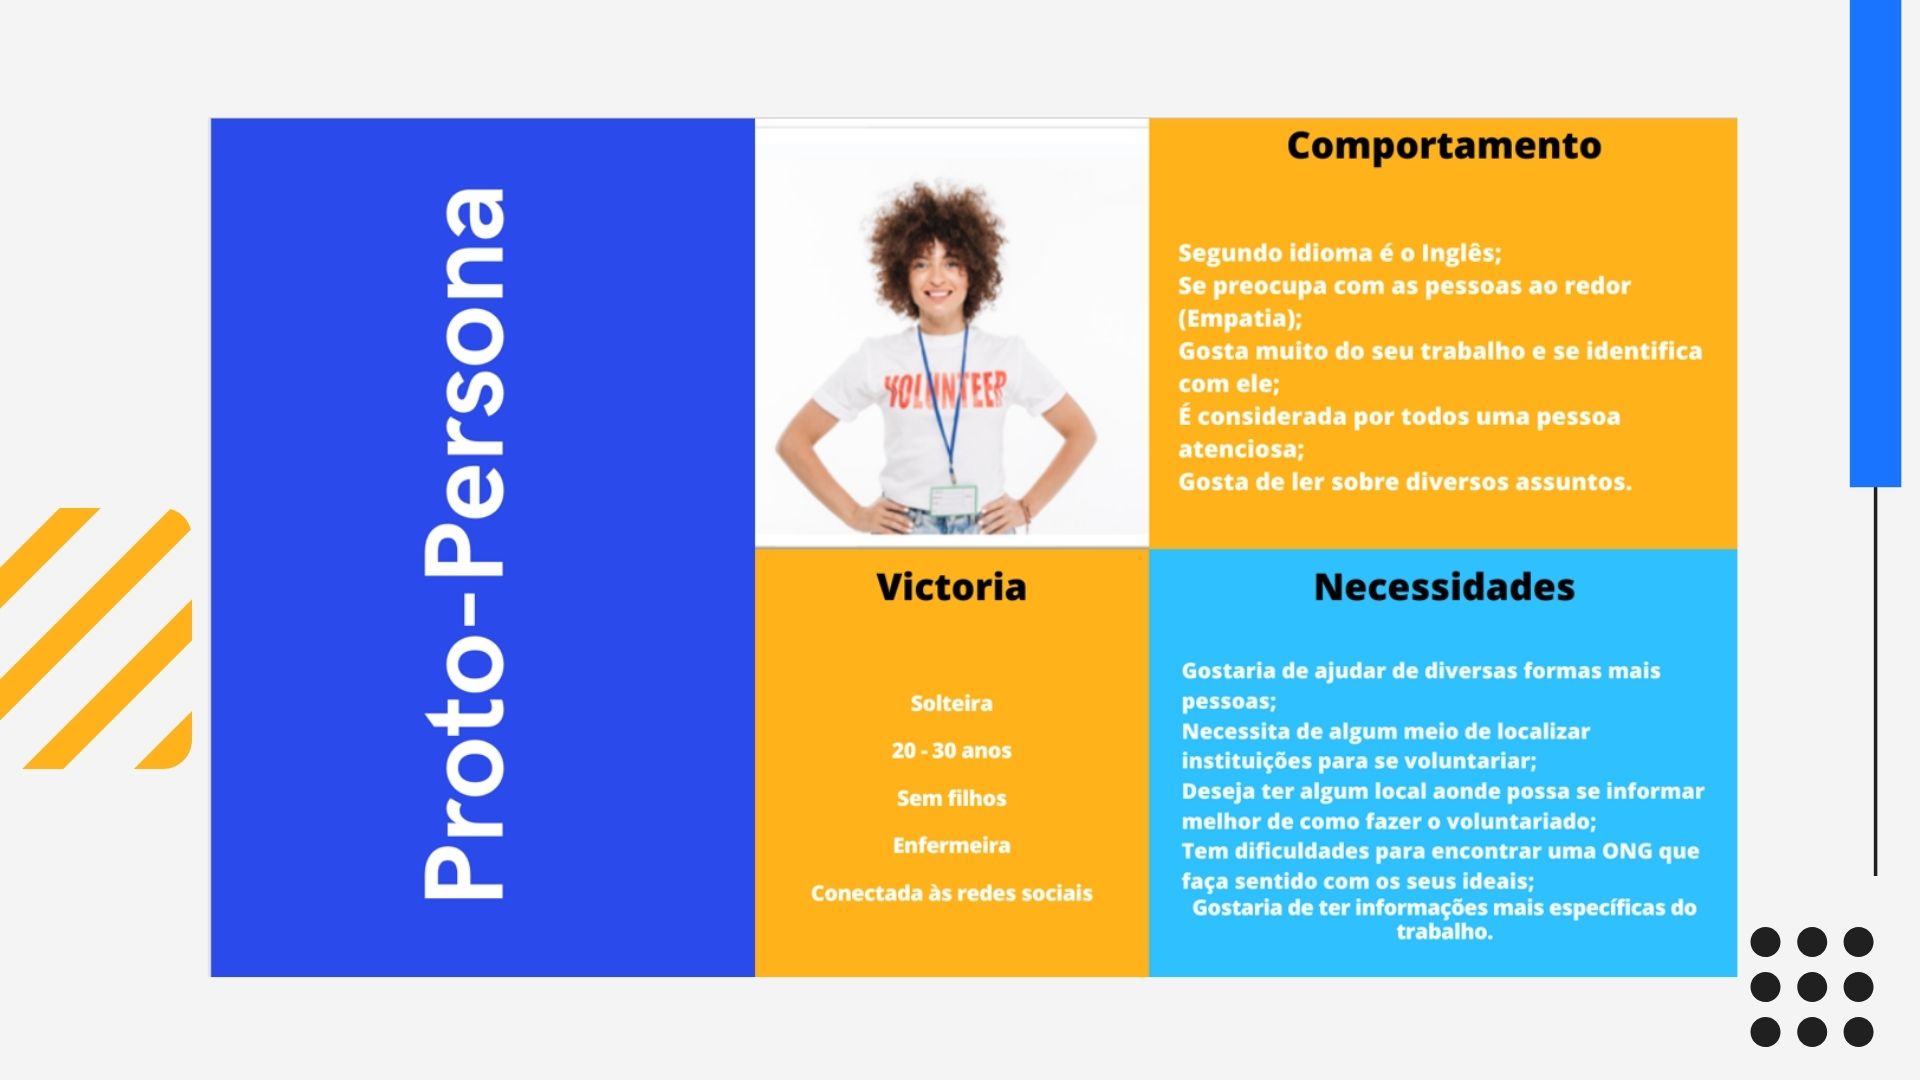 Proto-Persona
VOLUNTEER
Comportamento
Segundo idioma é o Inglês;
Se preocupa com as pessoas ao redor
(Empatia);
Gosta muito do seu trabalho e se identifica
com ele;
É considerada por todos uma pessoa
atenciosa;
Gosta de ler sobre diversos assuntos.
Victoria
Solteira
20 - 30 anos
Sem filhos
Enfermeira
Conectada às redes sociais
Necessidades
Gostaria de ajudar de diversas formas mais
pessoas;
Necessita de algum meio de localizar
instituições para se voluntariar;
Deseja ter algum local aonde possa se informar
melhor de como fazer o voluntariado;
Tem dificuldades para encontrar uma ONG que
faça sentido com os seus ideais;
Gostaria de ter informações mais específicas do
trabalho.